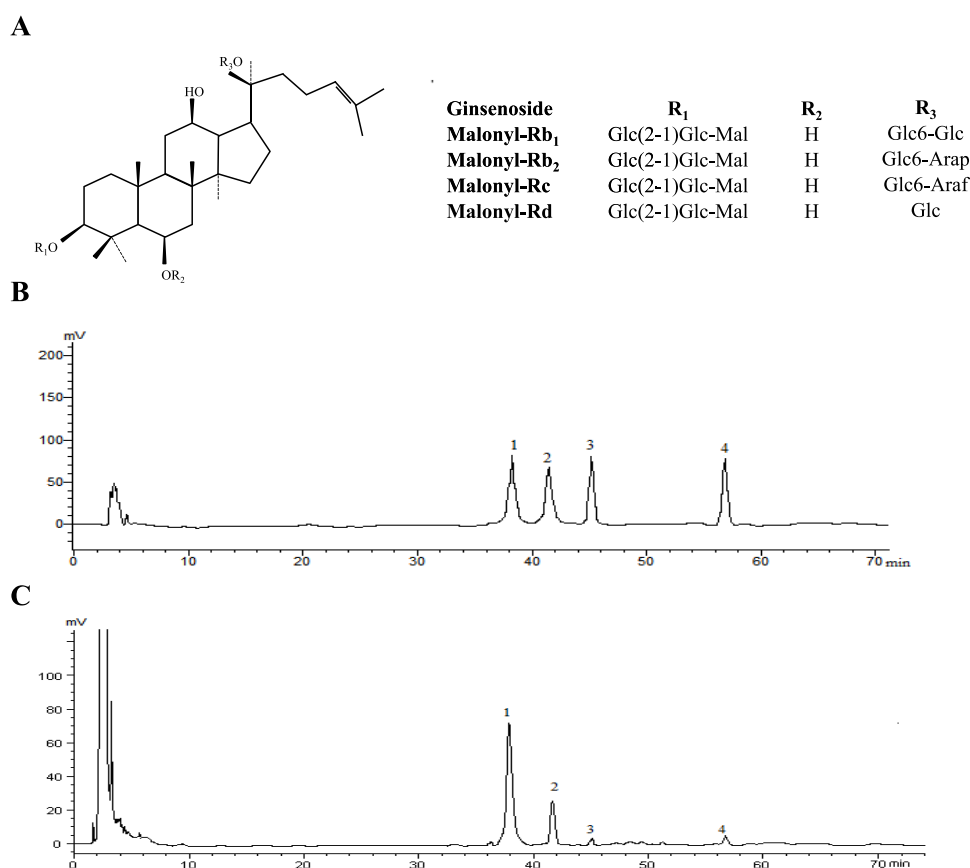 A
R₃O
HO
R₁O
OR₂
Ginsenoside R₁ R₂ R₃
Malonyl-Rb₁ Glc(2-1)Glc-Mal H Glc6-Glc
Malonyl-Rb₂ Glc(2-1)Glc-Mal H Glc6-Arap
Malonyl-Rc Glc(2-1)Glc-Mal H Glc6-Araf
Malonyl-Rd Glc(2-1)Glc-Mal H Glc
B
mV
200
150
100
50
0
1 2 3 4
0 10 20 30 40 50 60 70 min
C
mV
100
80
60
40
20
0
1 2 3 4
0 10 20 30 40 50 60 70 min